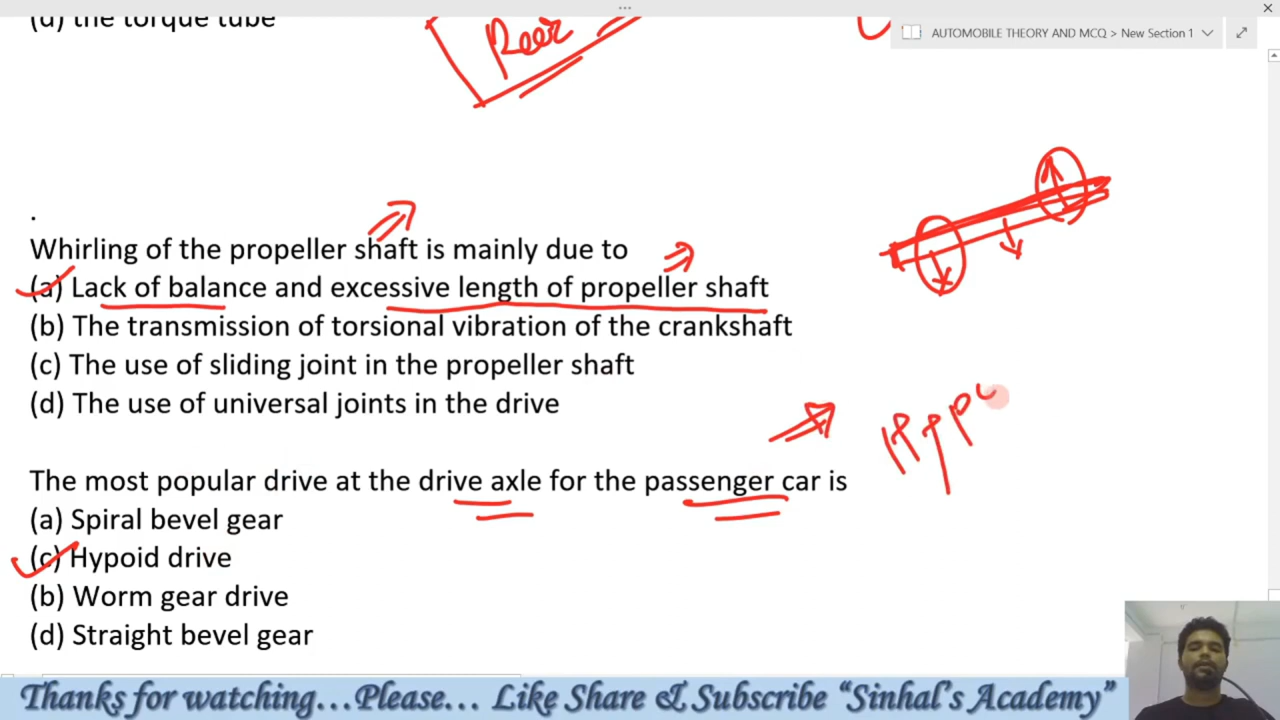 (d) the torque tube
Reer
AUTOMOBILE THEORY AND MCQ > New Section 1
.
Whirling of the propeller shaft is mainly due to
(a) Lack of balance and excessive length of propeller shaft
(b) The transmission of torsional vibration of the crankshaft
(c) The use of sliding joint in the propeller shaft
(d) The use of universal joints in the drive
Hypo
The most popular drive at the drive axle for the passenger car is
(a) Spiral bevel gear
(c) Hypoid drive
(b) Worm gear drive
(d) Straight bevel gear
Thanks for watching...Please... Like Share & Subscribe “Sinhal’s Academy”